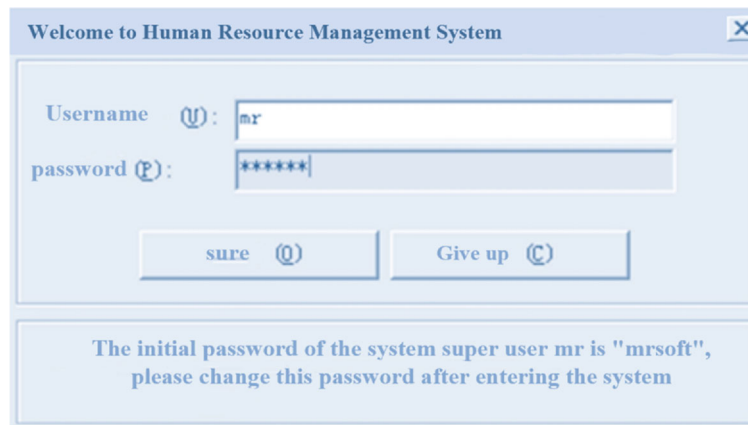 Welcome to Human Resource Management System
Username (U):
mr
password (P):
******
sure (O)
Give up (C)
The initial password of the system super user mr is "mrsoft",
please change this password after entering the system